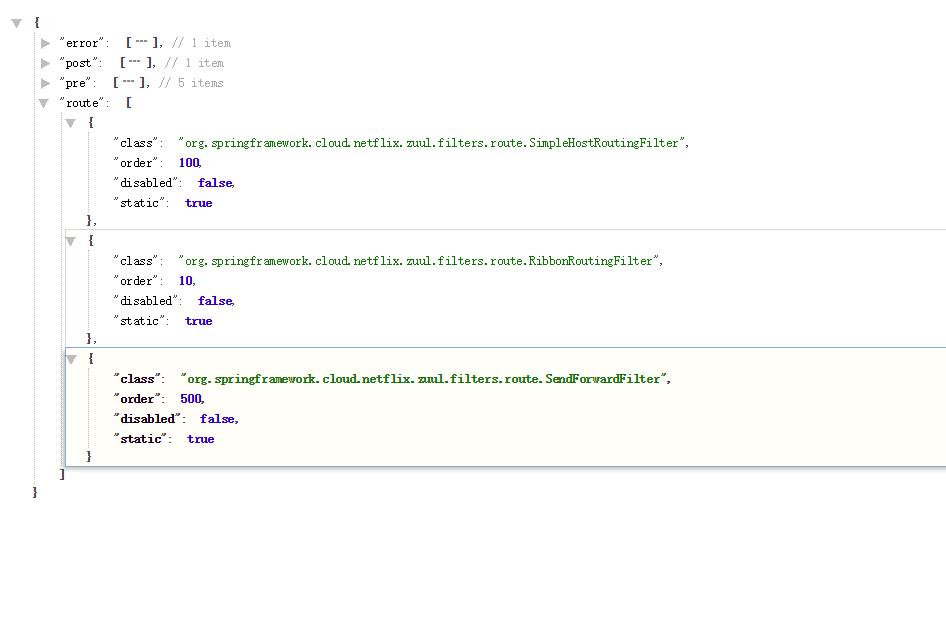 {
"error": [ ... ], // 1 item
"post": [ ... ], // 1 item
"pre": [ ... ], // 5 items
"route": [
{
"class": "org.springframework.cloud.netflix.zuul.filters.route.SimpleHostRoutingFilter",
"order": 100,
"disabled": false,
"static": true
},
{
"class": "org.springframework.cloud.netflix.zuul.filters.route.RibbonRoutingFilter",
"order": 10,
"disabled": false,
"static": true
},
{
"class": "org.springframework.cloud.netflix.zuul.filters.route.SendForwardFilter",
"order": 500,
"disabled": false,
"static": true
}
]
}